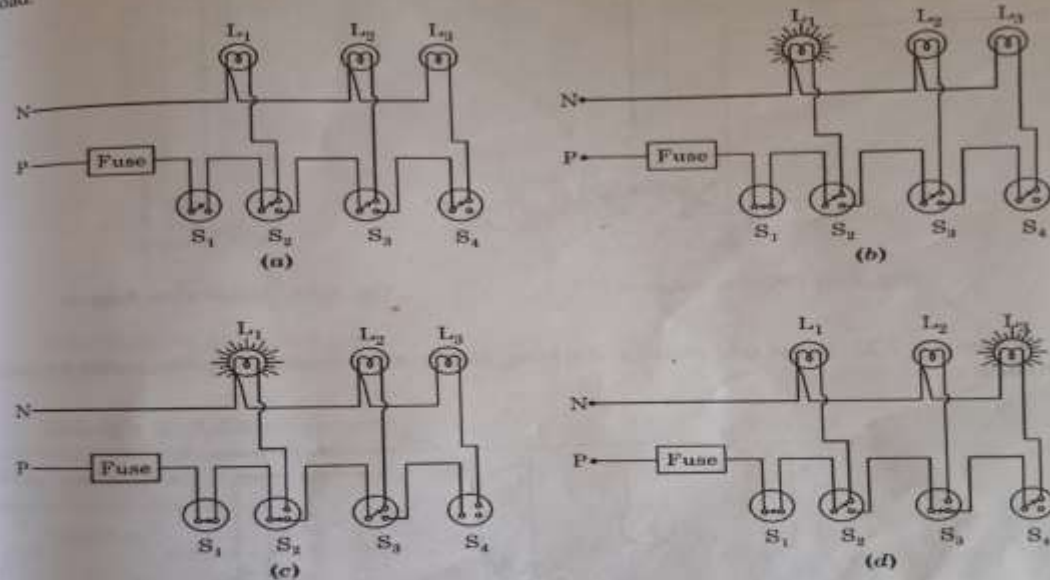 L₁ L₂ L₃
N
P Fuse
S₁ S₂ S₃ S₄
(a)
L₁ L₂ L₃
N
P Fuse
S₁ S₂ S₃ S₄
(b)
L₁ L₂ L₃
N
P Fuse
S₁ S₂ S₃ S₄
(c)
L₁ L₂ L₃
N
P Fuse
S₁ S₂ S₃ S₄
(d)